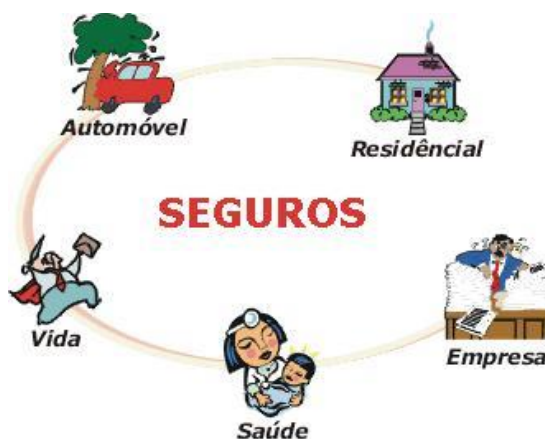 Automóvel
Residêncial
SEGUROS
Vida
Empresa
Saúde